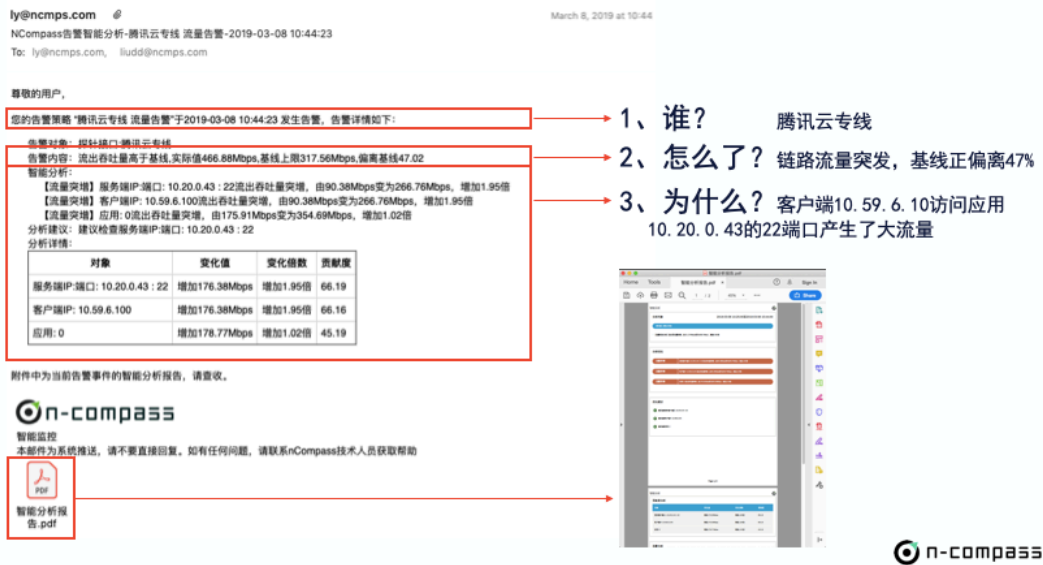 ly@ncmps.com
March 8, 2019 at 10:44
NCompass告警智能分析-腾讯云专线 流量告警-2019-03-08 10:44:23
To: ly@ncmps.com, liudd@ncmps.com
尊敬的用户，
您的告警策略 "腾讯云专线 流量告警"于2019-03-08 10:44:23 发生告警，告警详情如下：
告警对象：探针接口:腾讯云专线
告警内容：流出吞吐量高于基线,实际值466.88Mbps,基线上限317.56Mbps,偏离基线47.02
智能分析：
【流量突增】服务端IP:端口: 10.20.0.43 : 22流出吞吐量突增，由90.38Mbps变为266.76Mbps，增加1.95倍
【流量突增】客户端IP: 10.59.6.100流出吞吐量突增，由90.38Mbps变为266.76Mbps，增加1.95倍
【流量突增】应用: 0流出吞吐量突增，由175.91Mbps变为354.69Mbps，增加1.02倍
分析建议：建议检查服务端IP:端口: 10.20.0.43 : 22
分析详情：
对象 变化值 变化倍数 贡献度
服务端IP:端口: 10.20.0.43 : 22 增加176.38Mbps 增加1.95倍 66.19
客户端IP: 10.59.6.100 增加176.38Mbps 增加1.95倍 66.16
应用: 0 增加178.77Mbps 增加1.02倍 45.19
附件中为当前告警事件的智能分析报告，请查收。
n-compass
智能监控
本邮件为系统推送，请不要直接回复。如有任何问题，请联系nCompass技术人员获取帮助
PDF
智能分析报
告.pdf
1、谁？ 腾讯云专线
2、怎么了？链路流量突发，基线正偏离47%
3、为什么？客户端10.59.6.10访问应用
10.20.0.43的22端口产生了大流量
智能分析报告.pdf
Home Tools 智能分析报告.pdf Sign In
Share
n-compass